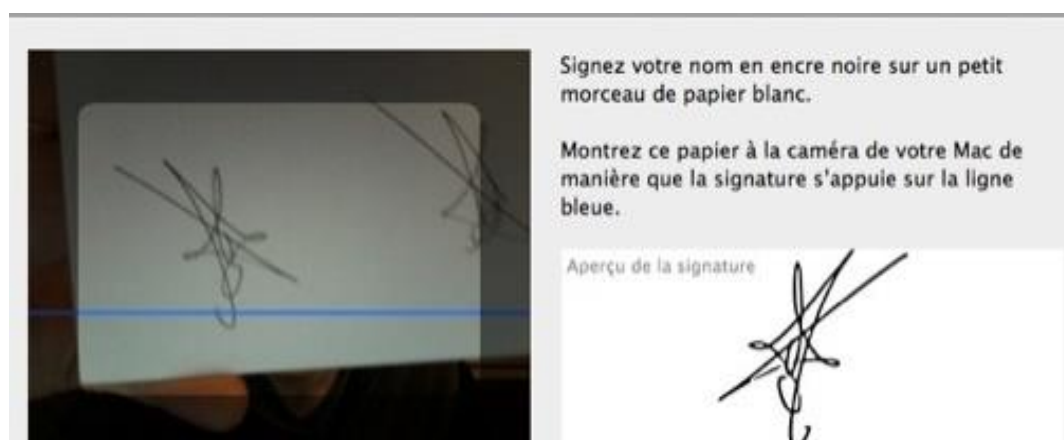 Signez votre nom en encre noire sur un petit
morceau de papier blanc.
Montrez ce papier à la caméra de votre Mac de
manière que la signature s'appuie sur la ligne
bleue.
Aperçu de la signature